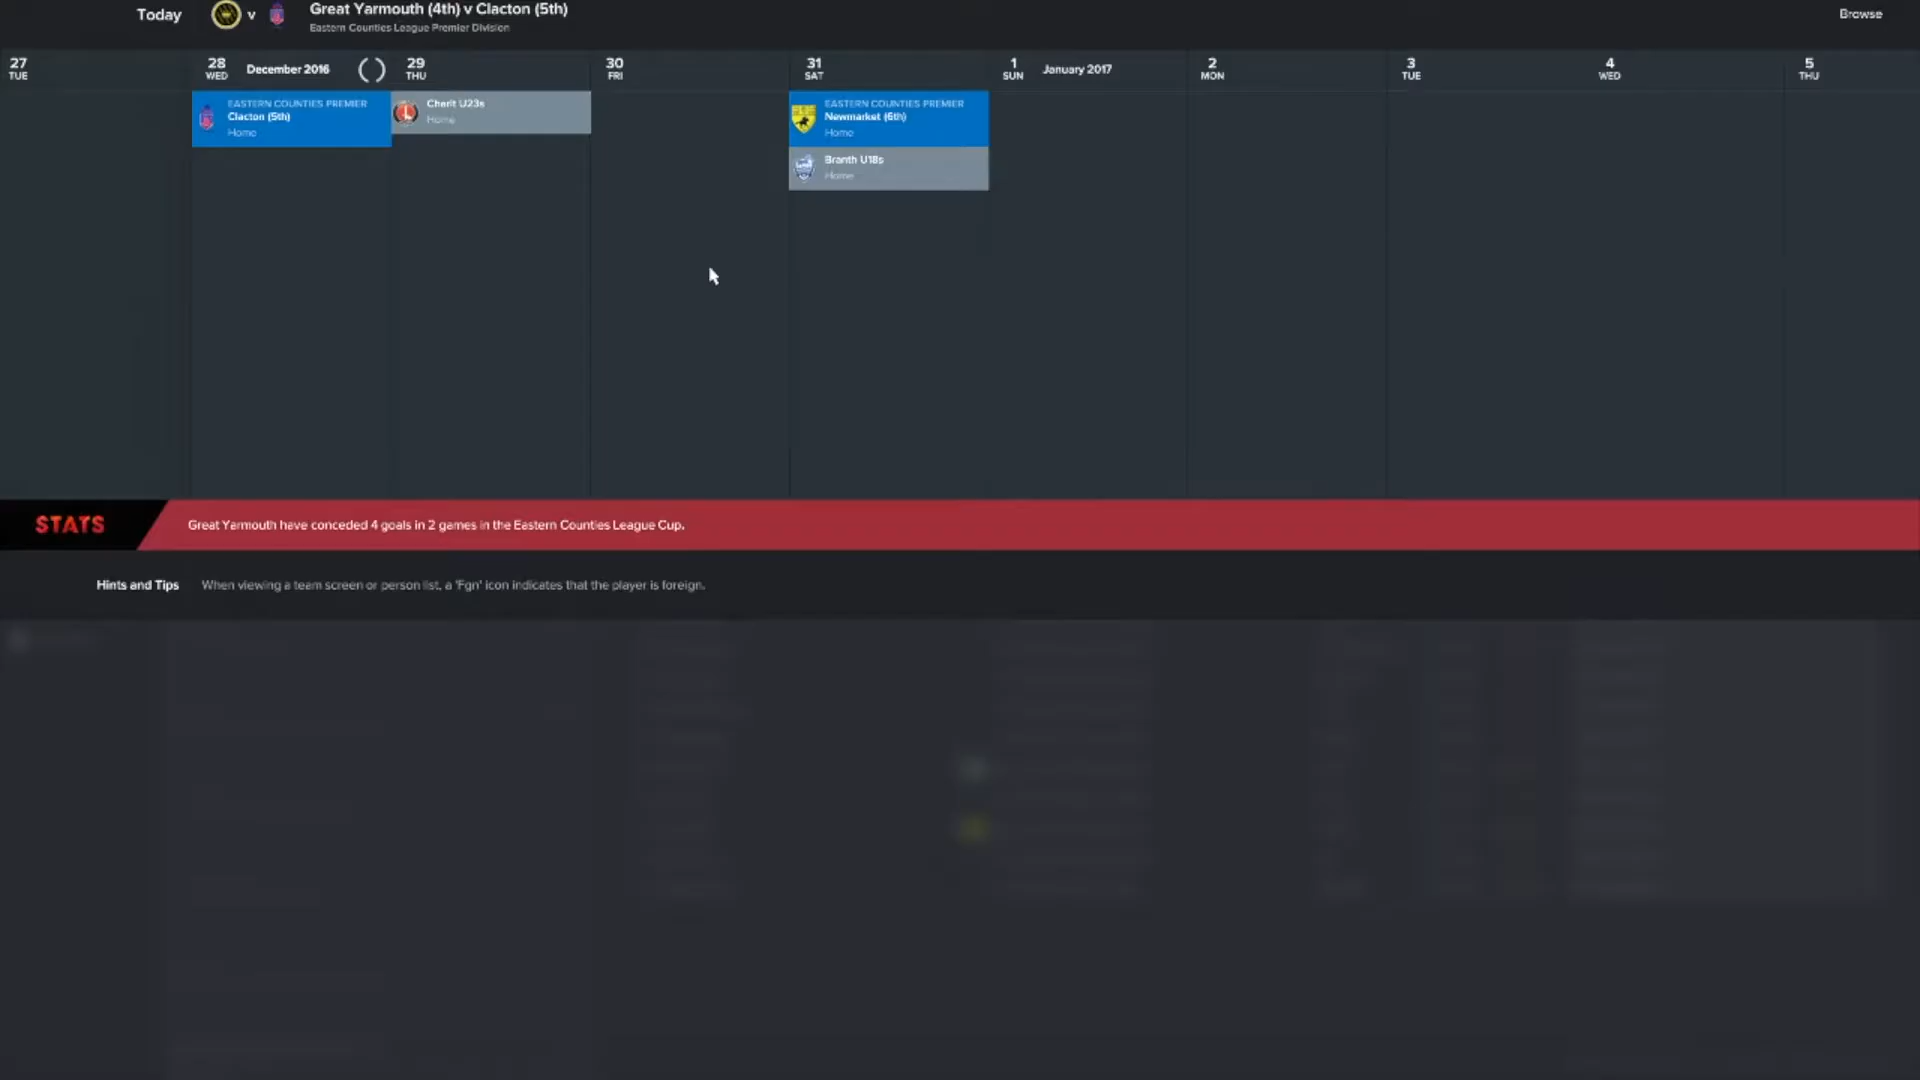 Today
v
Great Yarmouth (4th) v Clacton (5th)
Eastern Counties League Premier Division
Browse
27
TUE
28
WED
December 2016
29
THU
30
FRI
31
SAT
1
SUN
January 2017
2
MON
3
TUE
4
WED
5
THU
EASTERN COUNTIES PREMIER
Clacton (5th)
Home
Charlt U23s
Home
EASTERN COUNTIES PREMIER
Newmarket (6th)
Home
Branth U18s
Home
STATS
Great Yarmouth have conceded 4 goals in 2 games in the Eastern Counties League Cup.
Hints and Tips
When viewing a team screen or person list, a 'Fgn' icon indicates that the player is foreign.